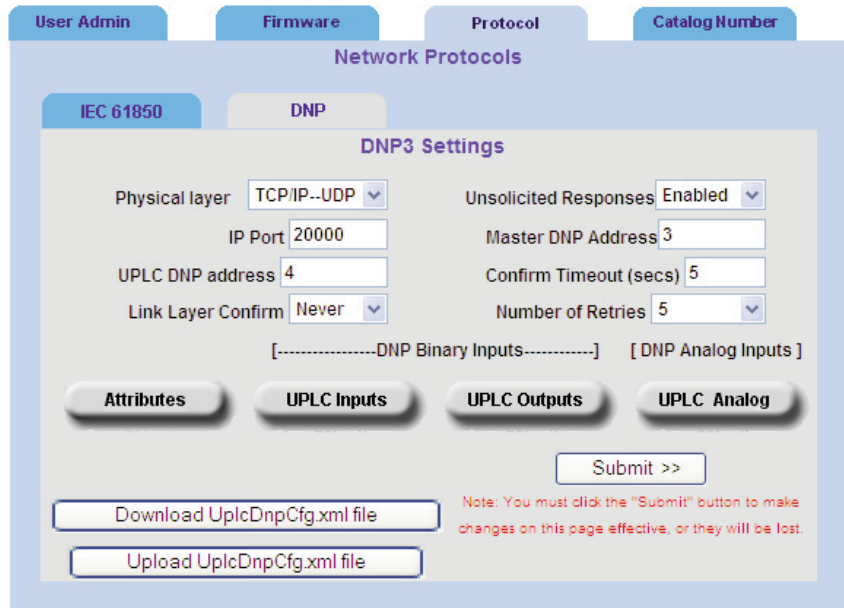 User Admin Firmware Protocol Catalog Number
Network Protocols
IEC 61850 DNP
DNP3 Settings
Physical layer TCP/IP--UDP Unsolicited Responses Enabled
IP Port 20000 Master DNP Address 3
UPLC DNP address 4 Confirm Timeout (secs) 5
Link Layer Confirm Never Number of Retries 5
[-----------------DNP Binary Inputs------------] [ DNP Analog Inputs ]
Attributes UPLC Inputs UPLC Outputs UPLC Analog
Submit >>
Download UplcDnpCfg.xml file
Note: You must click the "Submit" button to make
changes on this page effective, or they will be lost.
Upload UplcDnpCfg.xml file